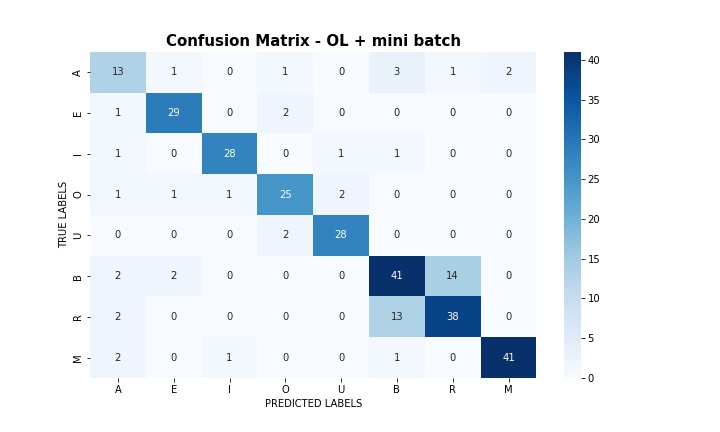 Confusion Matrix - OL + mini batch
TRUE LABELS
A 13 1 0 1 0 3 1 2
E 1 29 0 2 0 0 0 0
I 1 0 28 0 1 1 0 0
O 1 1 1 25 2 0 0 0
U 0 0 0 2 28 0 0 0
B 2 2 0 0 0 41 14 0
R 2 0 0 0 0 13 38 0
M 2 0 1 0 0 1 0 41
A E I O U B R M
PREDICTED LABELS
40
35
30
25
20
15
10
5
0